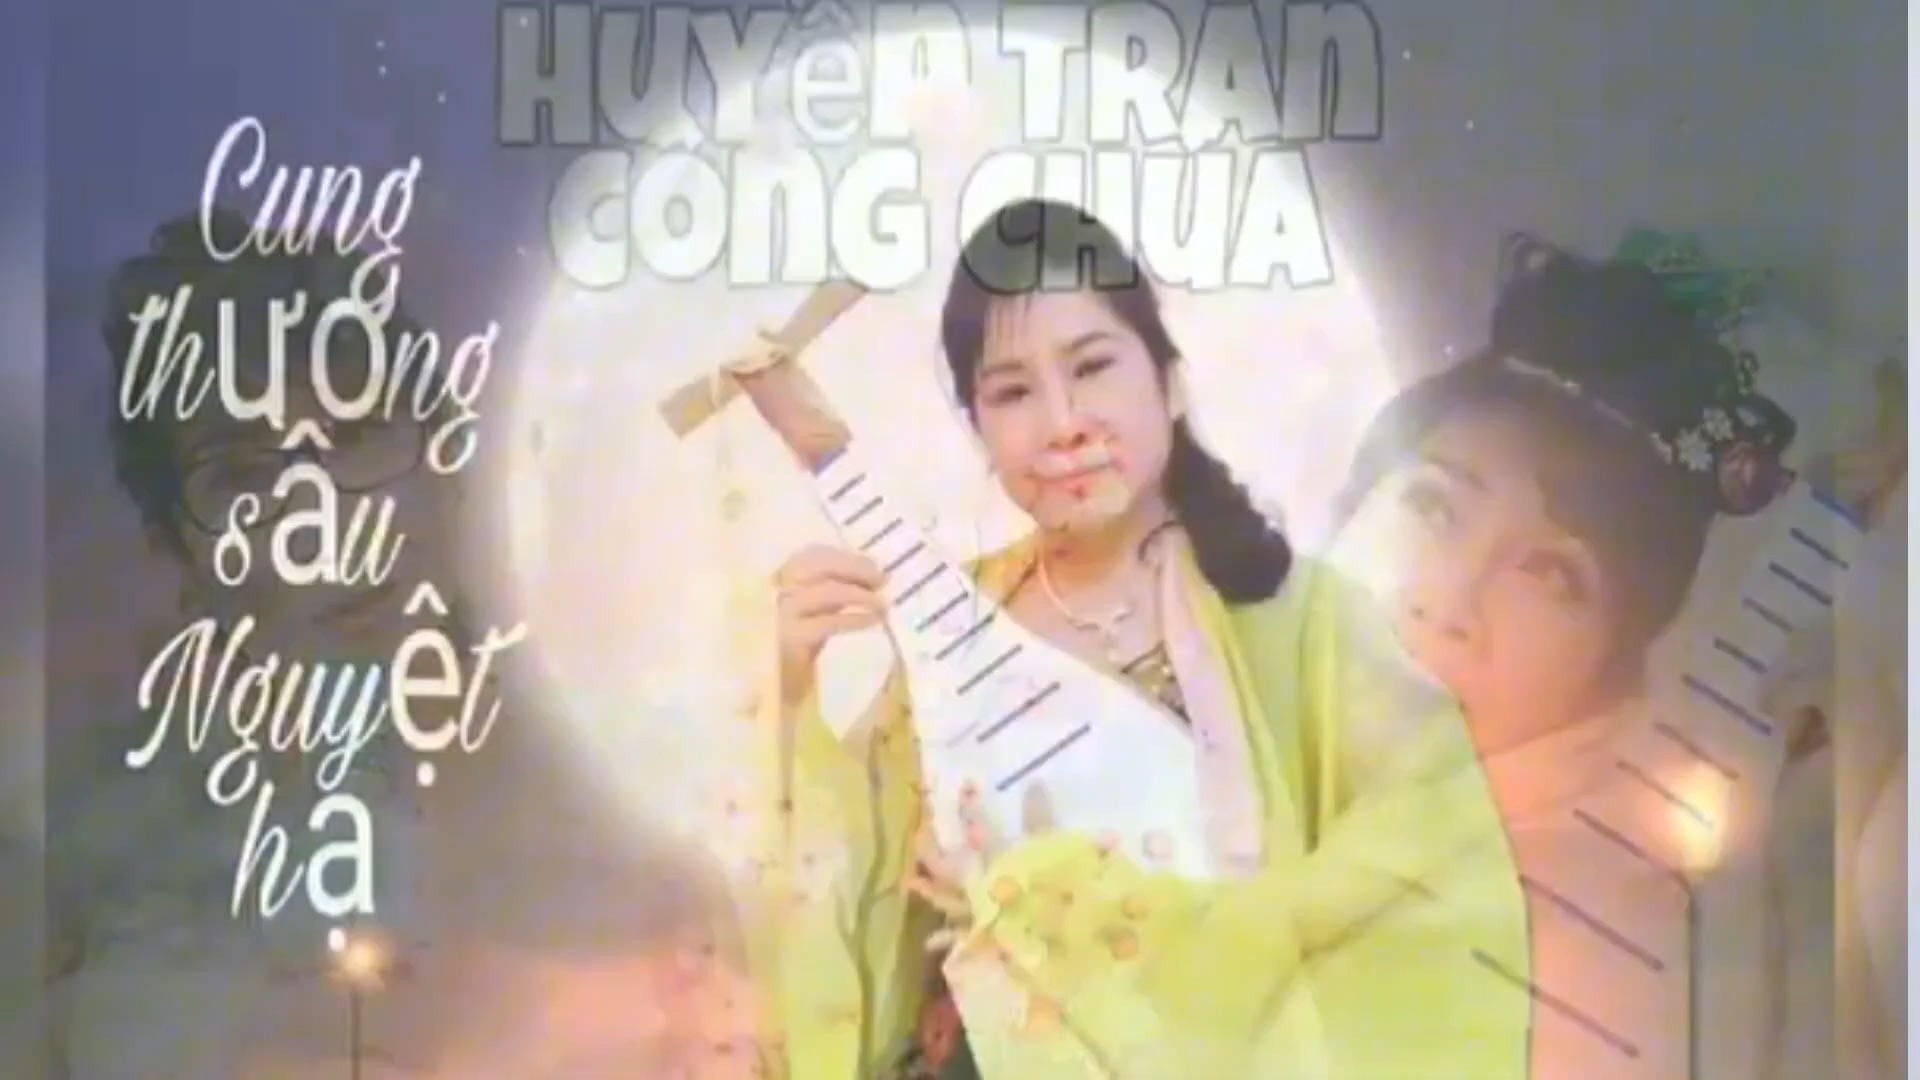 HUYỀN TRÂN
CÔNG CHÚA
Cung
thương
sầu
Nguyệt
hạ